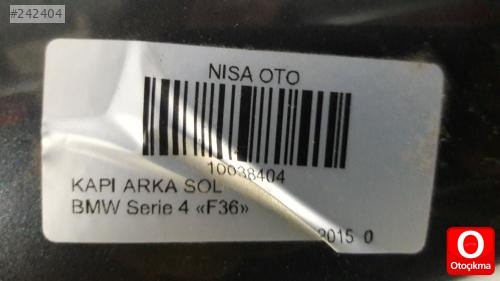 #242404
NISA OTO
10038404
KAPI ARKA SOL
BMW Serie 4 «F36»
2015 0
O
Otoçıkma